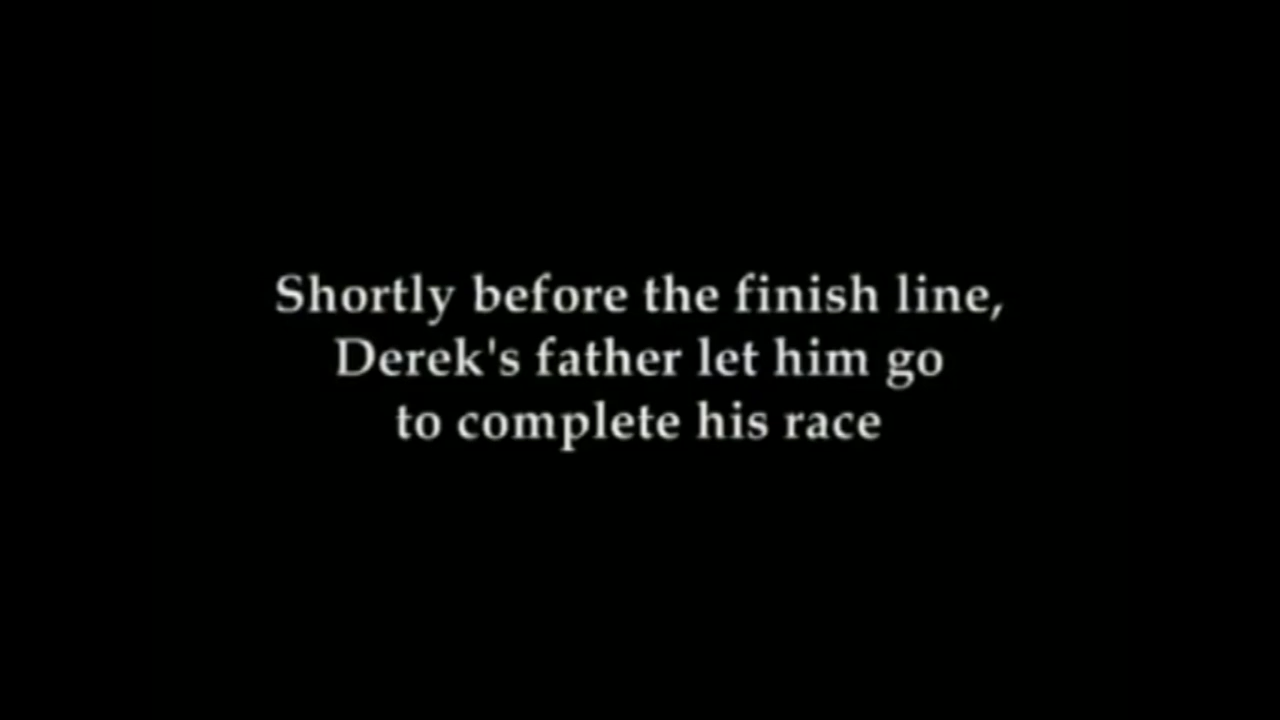 Shortly before the finish line,
Derek's father let him go
to complete his race